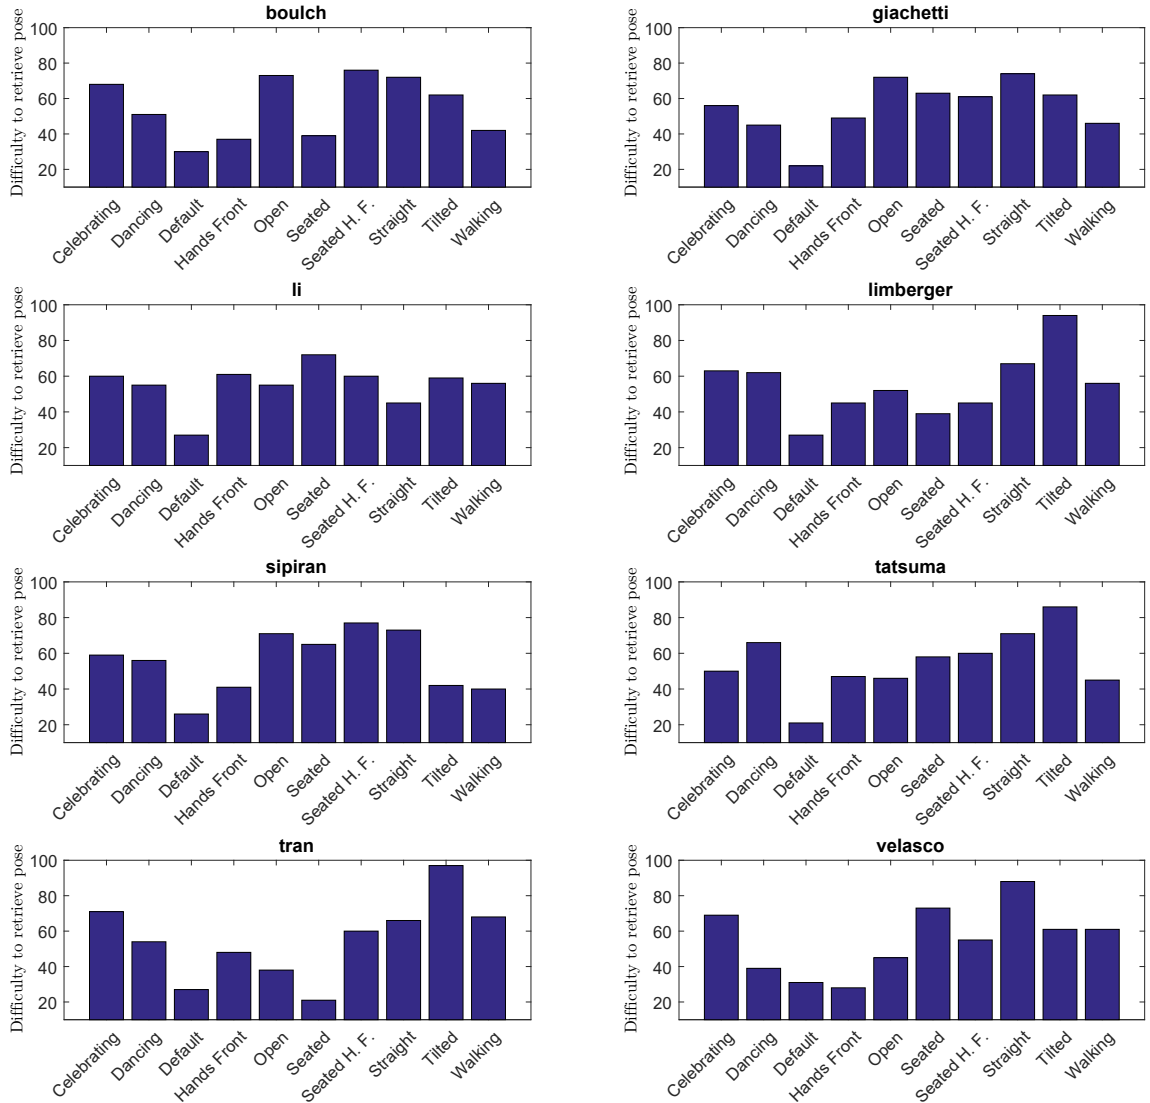 boulch
Difficulty to retrieve pose
100
80
60
40
20
Celebrating
Dancing
Default
Hands Front
Open
Seated
Seated H. F.
Straight
Tilted
Walking
giachetti
Difficulty to retrieve pose
100
80
60
40
20
Celebrating
Dancing
Default
Hands Front
Open
Seated
Seated H. F.
Straight
Tilted
Walking
li
Difficulty to retrieve pose
100
80
60
40
20
Celebrating
Dancing
Default
Hands Front
Open
Seated
Seated H. F.
Straight
Tilted
Walking
limberger
Difficulty to retrieve pose
100
80
60
40
20
Celebrating
Dancing
Default
Hands Front
Open
Seated
Seated H. F.
Straight
Tilted
Walking
sipiran
Difficulty to retrieve pose
100
80
60
40
20
Celebrating
Dancing
Default
Hands Front
Open
Seated
Seated H. F.
Straight
Tilted
Walking
tatsuma
Difficulty to retrieve pose
100
80
60
40
20
Celebrating
Dancing
Default
Hands Front
Open
Seated
Seated H. F.
Straight
Tilted
Walking
tran
Difficulty to retrieve pose
100
80
60
40
20
Celebrating
Dancing
Default
Hands Front
Open
Seated
Seated H. F.
Straight
Tilted
Walking
velasco
Difficulty to retrieve pose
100
80
60
40
20
Celebrating
Dancing
Default
Hands Front
Open
Seated
Seated H. F.
Straight
Tilted
Walking